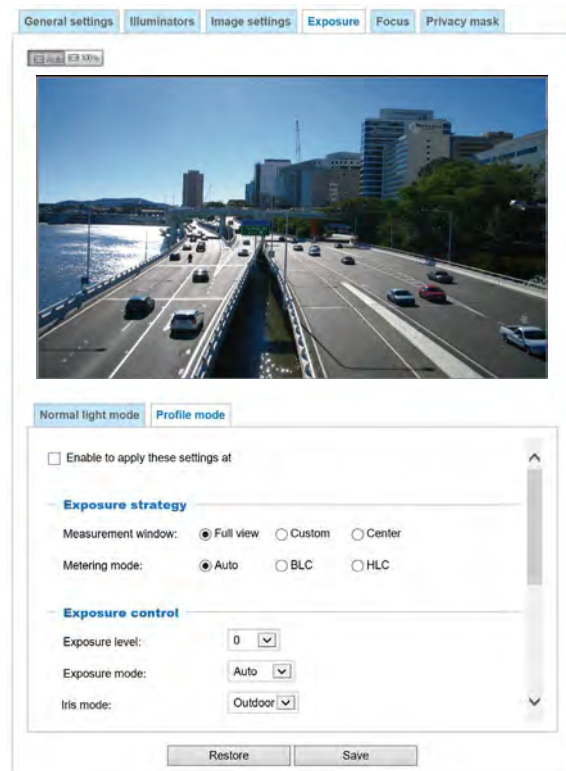 General settings Illuminators Image settings Exposure Focus Privacy mask
Auto 100%
Normal light mode Profile mode
Enable to apply these settings at
Exposure strategy
Measurement window: Full view Custom Center
Metering mode: Auto BLC HLC
Exposure control
Exposure level: 0
Exposure mode: Auto
Iris mode: Outdoor
Restore Save